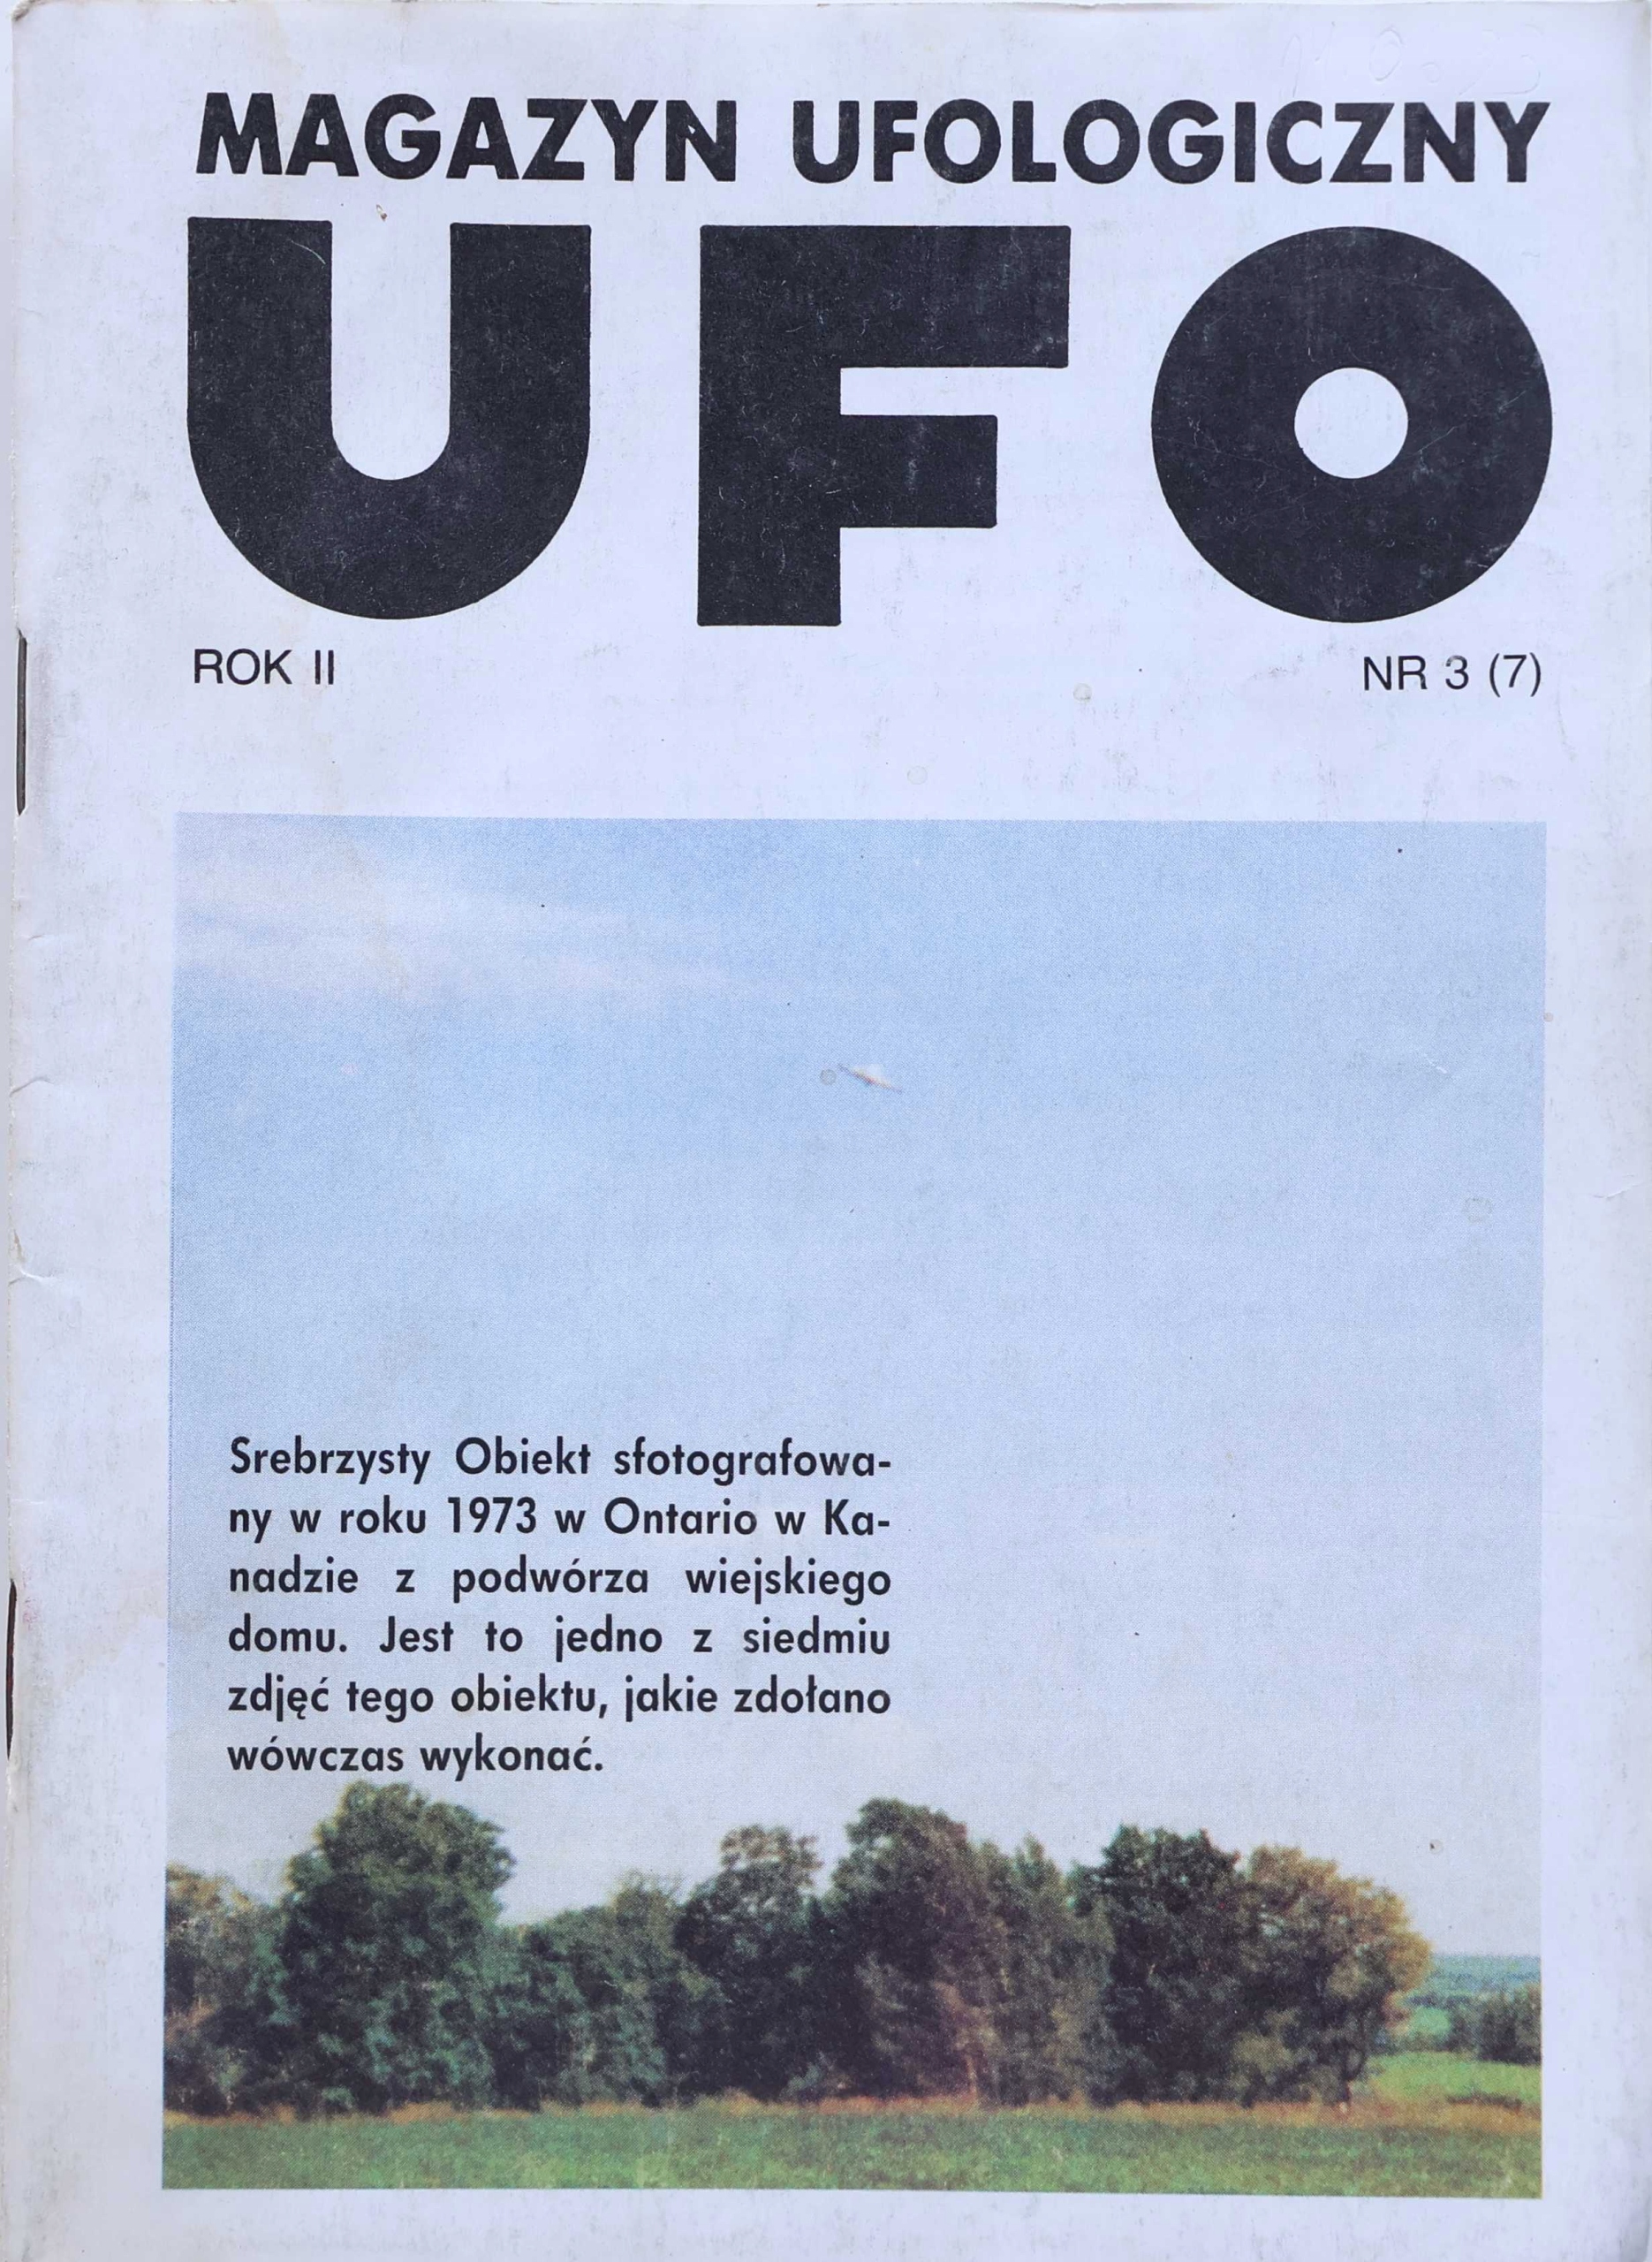 MAGAZYN UFOLOGICZNY
UFO
ROK II
NR 3 (7)
Srebrzysty Obiekt sfotografowa-
ny w roku 1973 w Ontario w Ka-
nadzie z podwórza wiejskiego
domu. Jest to jedno z siedmiu
zdjęć tego obiektu, jakie zdołano
wówczas wykonać.